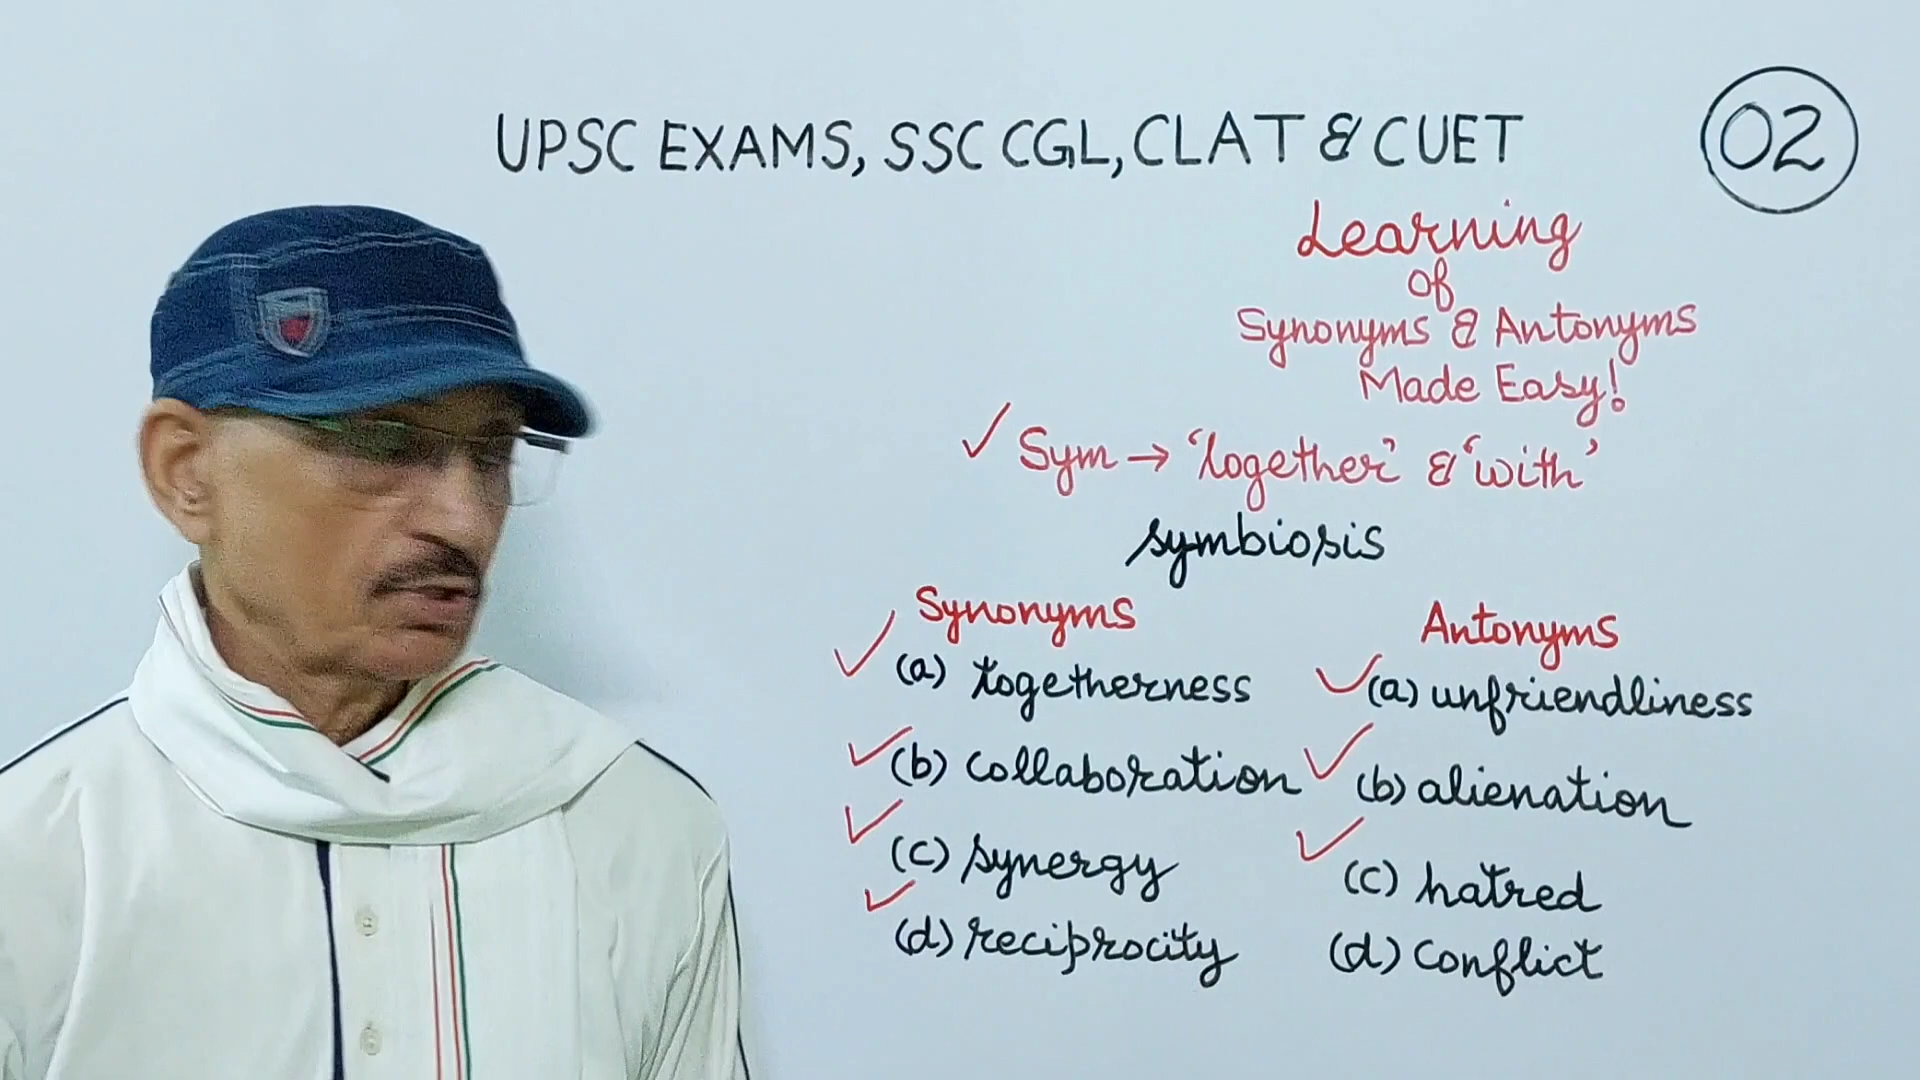 UPSC EXAMS, SSC CGL, CLAT & CUET
02
Learning
Of
Synonyms & Antonyms
Made Easy!
Sym → 'together' & 'with'
symbiosis
Synonyms
(a) togetherness
(b) collaboration
(c) synergy
(d) reciprocity
Antonyms
(a) unfriendliness
(b) alienation
(c) hatred
(d) conflict